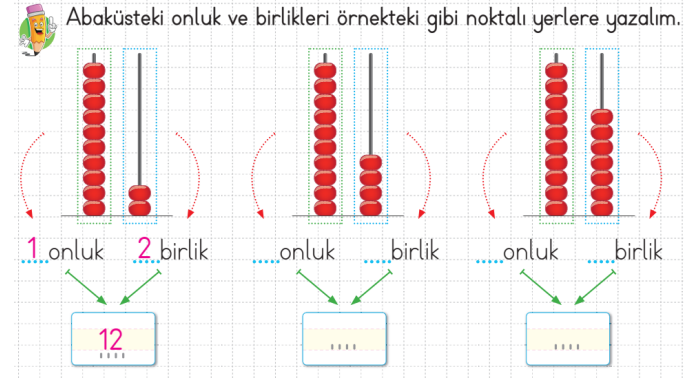 Abaküsteki onluk ve birlikleri örnekteki gibi noktalı yerlere yazalım.
1 onluk 2 birlik .....onluk .....birlik .....onluk .....birlik
12 .... ....